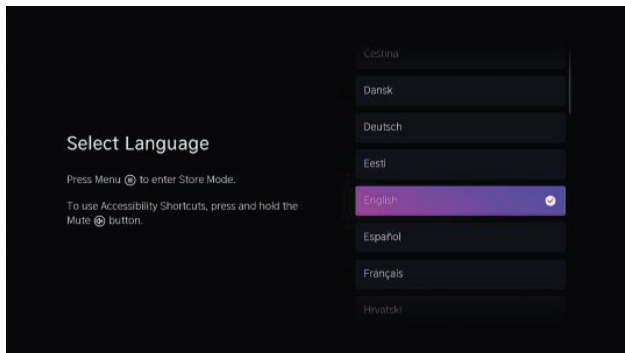 Select Language
Press Menu to enter Store Mode.
To use Accessibility Shortcuts, press and hold the
Mute button.
Čeština
Dansk
Deutsch
Eesti
English
Español
Français
Hrvatski